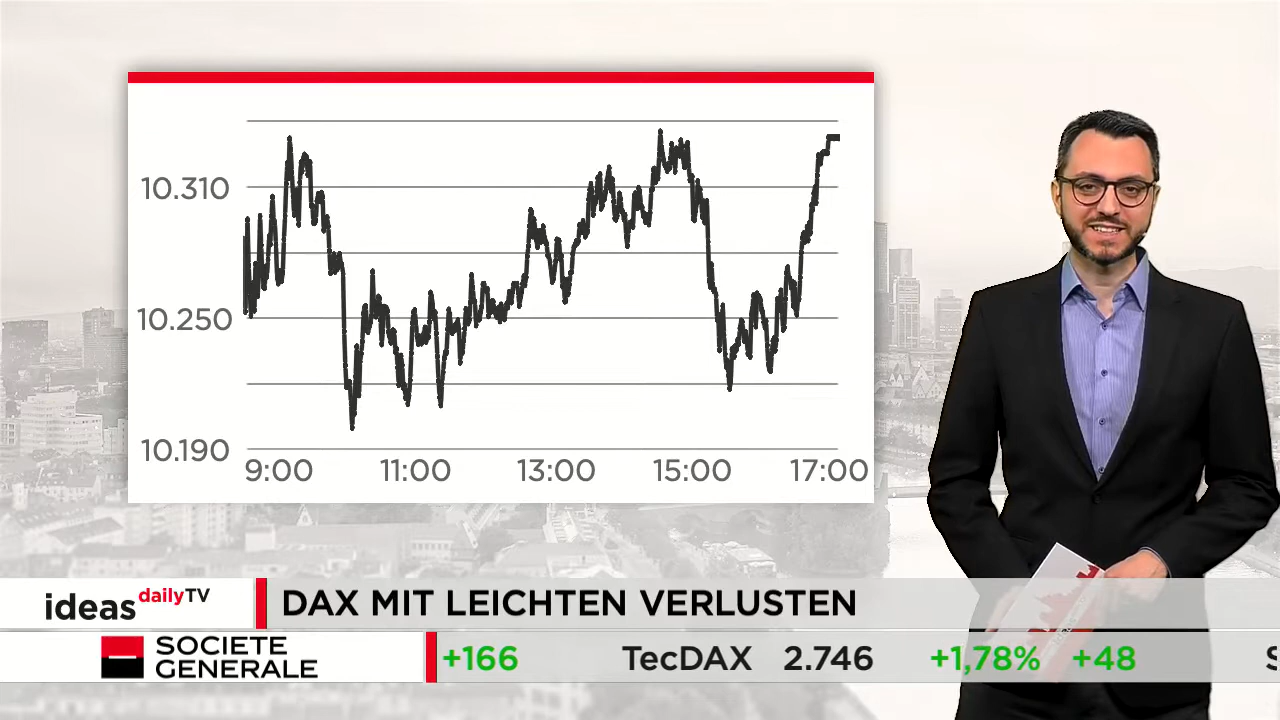 10.310
10.250
10.190
9:00 11:00 13:00 15:00 17:00
ideas dailyTV
DAX MIT LEICHTEN VERLUSTEN
SOCIETE
GENERALE
+166 TecDAX 2.746 +1,78% +48